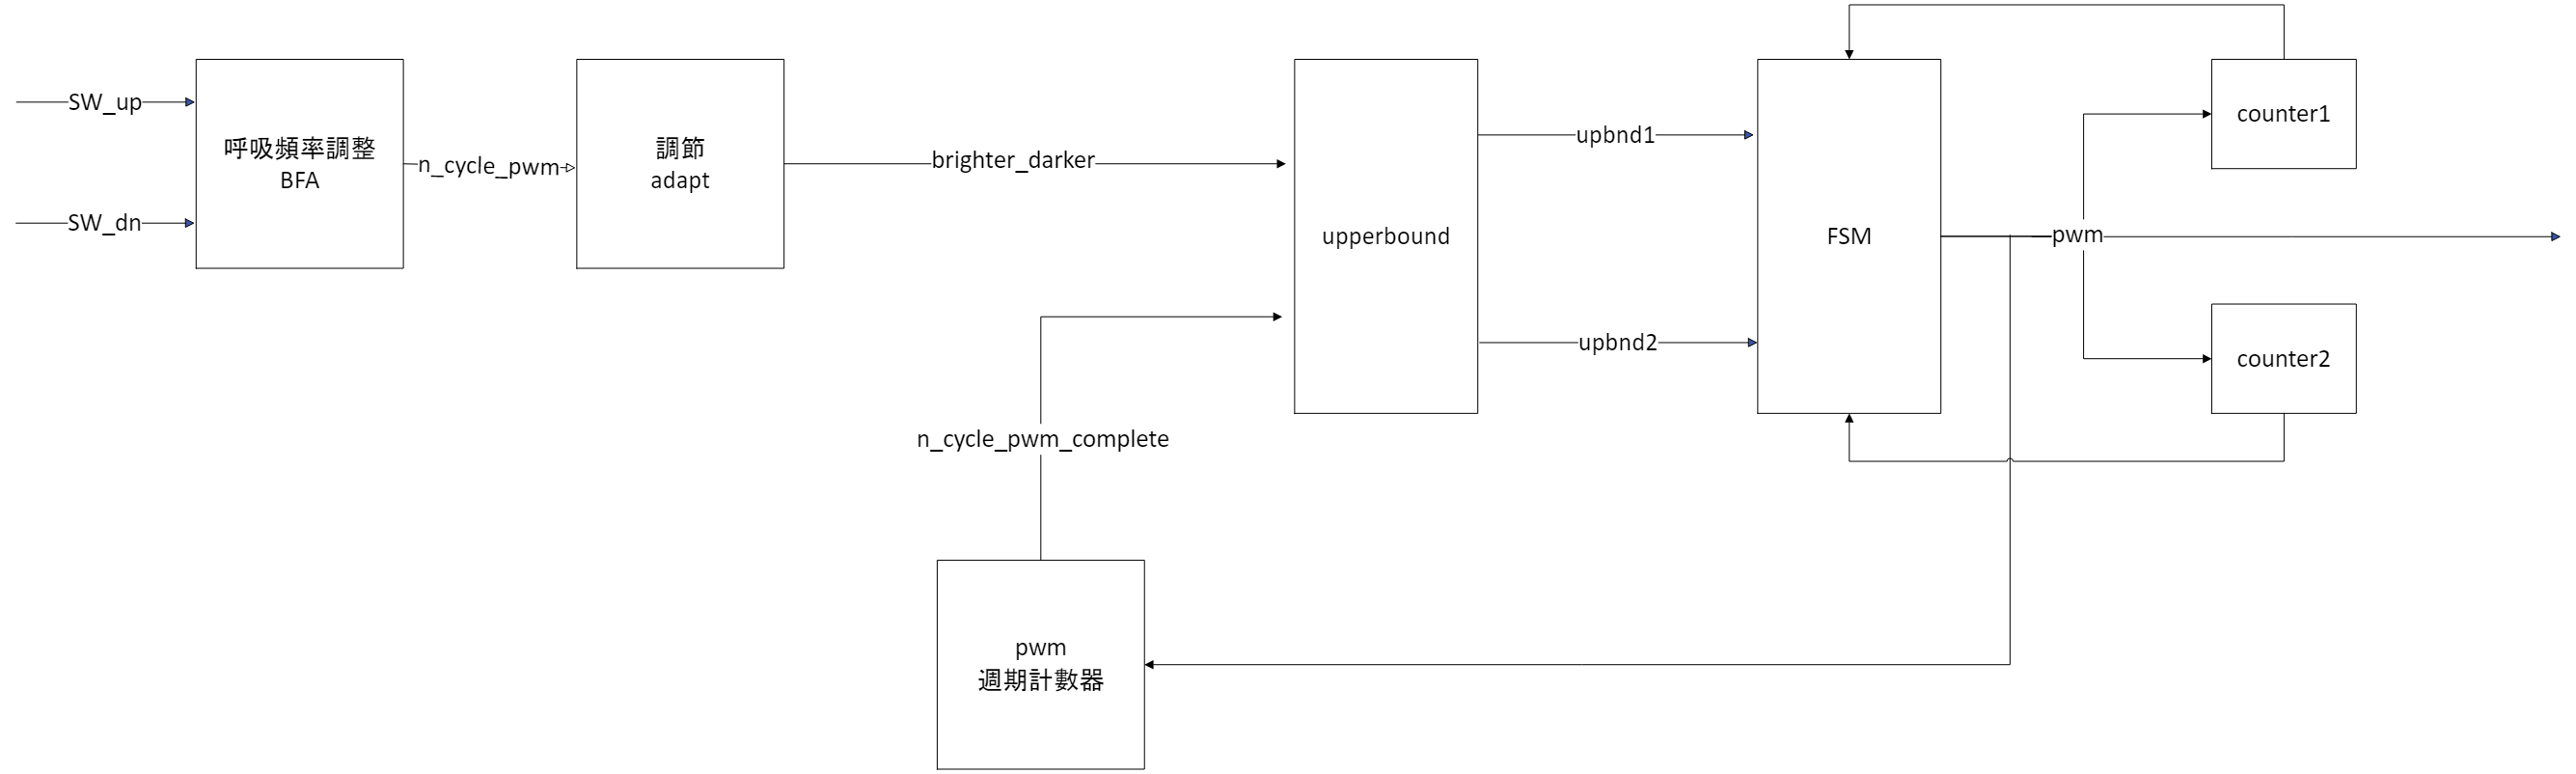 SW_up
SW_dn
呼吸頻率調整
BFA
n_cycle_pwm
調節
adapt
brighter_darker
n_cycle_pwm_complete
pwm
週期計數器
upperbound
upbnd1
upbnd2
FSM
pwm
counter1
counter2